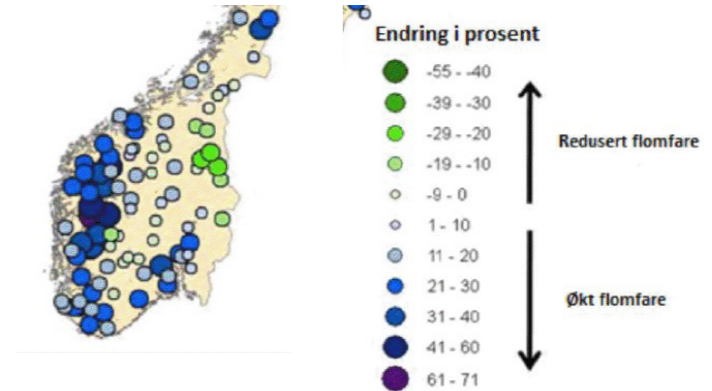 Endring i prosent
-55 - -40
-39 - -30
-29 - -20
-19 - -10
-9 - 0
1 - 10
11 - 20
21 - 30
31 - 40
41 - 60
61 - 71
Redusert flomfare
Økt flomfare